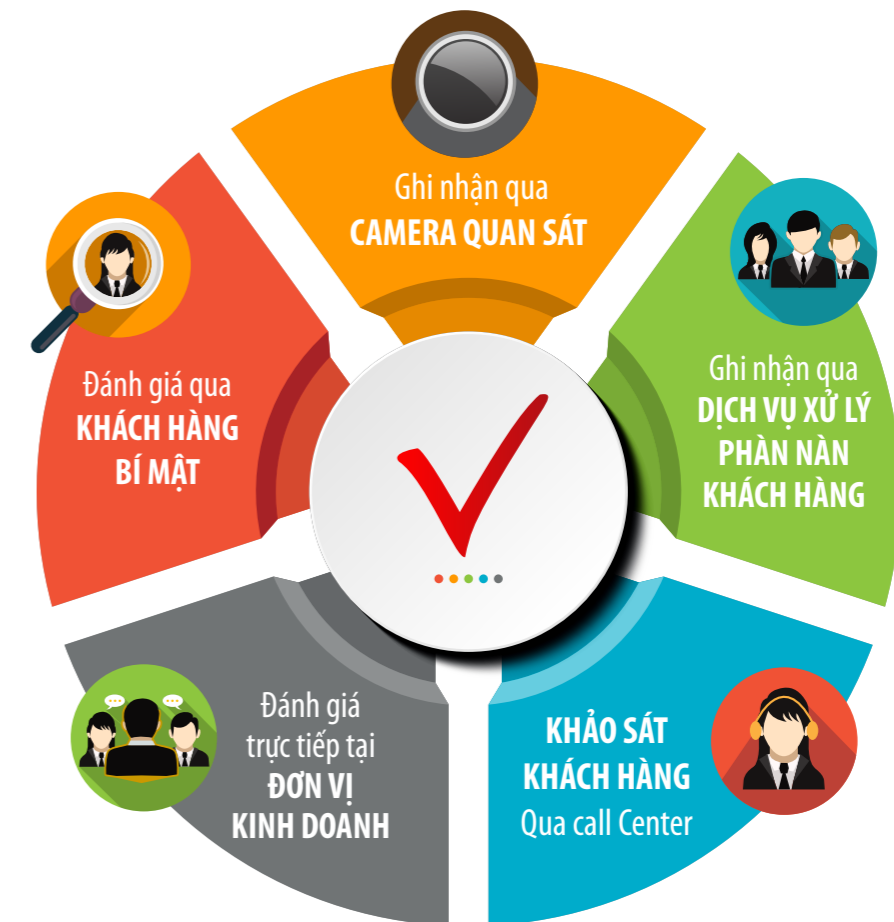 Ghi nhận qua
CAMERA QUAN SÁT
Đánh giá qua
KHÁCH HÀNG
BÍ MẬT
Ghi nhận qua
DỊCH VỤ XỬ LÝ
PHÀN NÀN
KHÁCH HÀNG
Đánh giá
trực tiếp tại
ĐƠN VỊ
KINH DOANH
KHẢO SÁT
KHÁCH HÀNG
Qua call Center